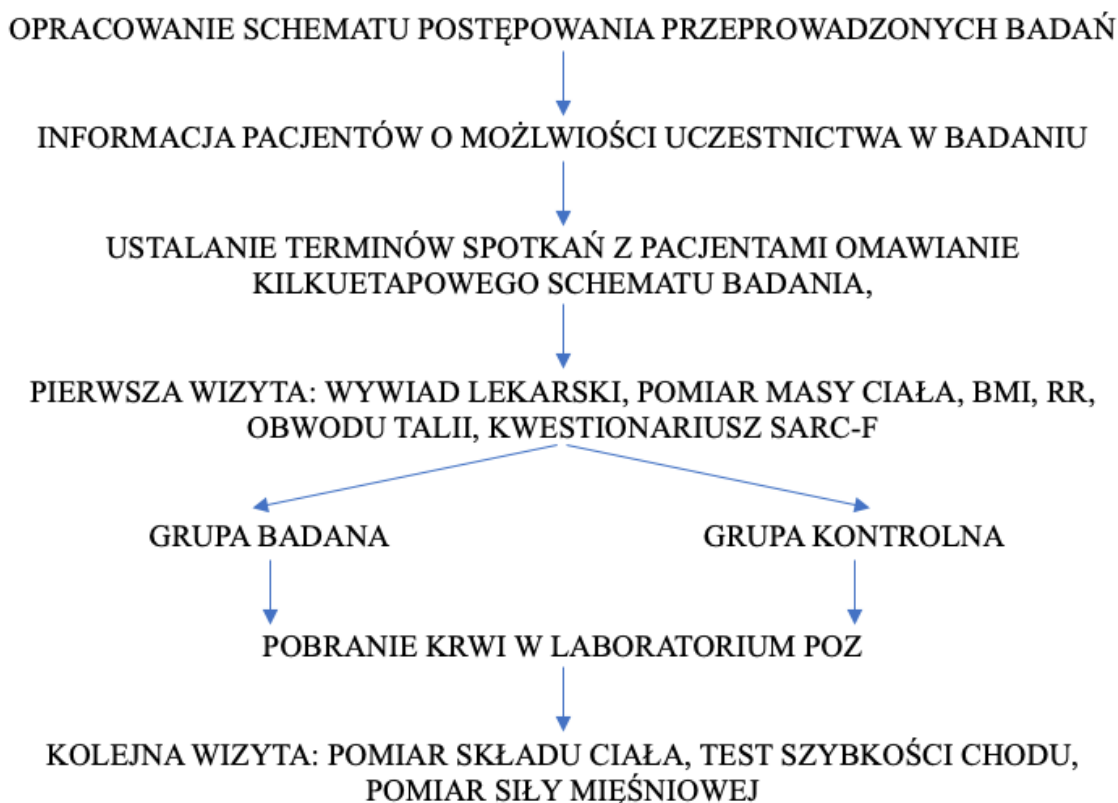 OPRACOWANIE SCHEMATU POSTĘPOWANIA PRZEPROWADZONYCH BADAŃ
INFORMACJA PACJENTÓW O MOŻLWIOŚCI UCZESTNICTWA W BADANIU
USTALANIE TERMINÓW SPOTKAŃ Z PACJENTAMI OMAWIANIE
KILKUETAPOWEGO SCHEMATU BADANIA,
PIERWSZA WIZYTA: WYWIAD LEKARSKI, POMIAR MASY CIAŁA, BMI, RR,
OBWODU TALII, KWESTIONARIUSZ SARC-F
GRUPA BADANA
GRUPA KONTROLNA
POBRANIE KRWI W LABORATORIUM POZ
KOLEJNA WIZYTA: POMIAR SKŁADU CIAŁA, TEST SZYBKOŚCI CHODU,
POMIAR SIŁY MIĘŚNIOWEJ